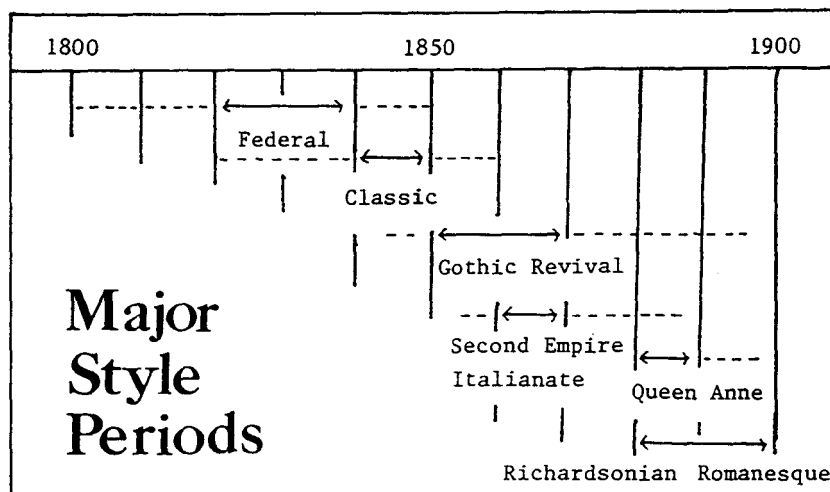 1800 1850 1900
Federal
Classic
Gothic Revival
Second Empire
Italianate
Queen Anne
Richardsonian Romanesque
Major
Style
Periods